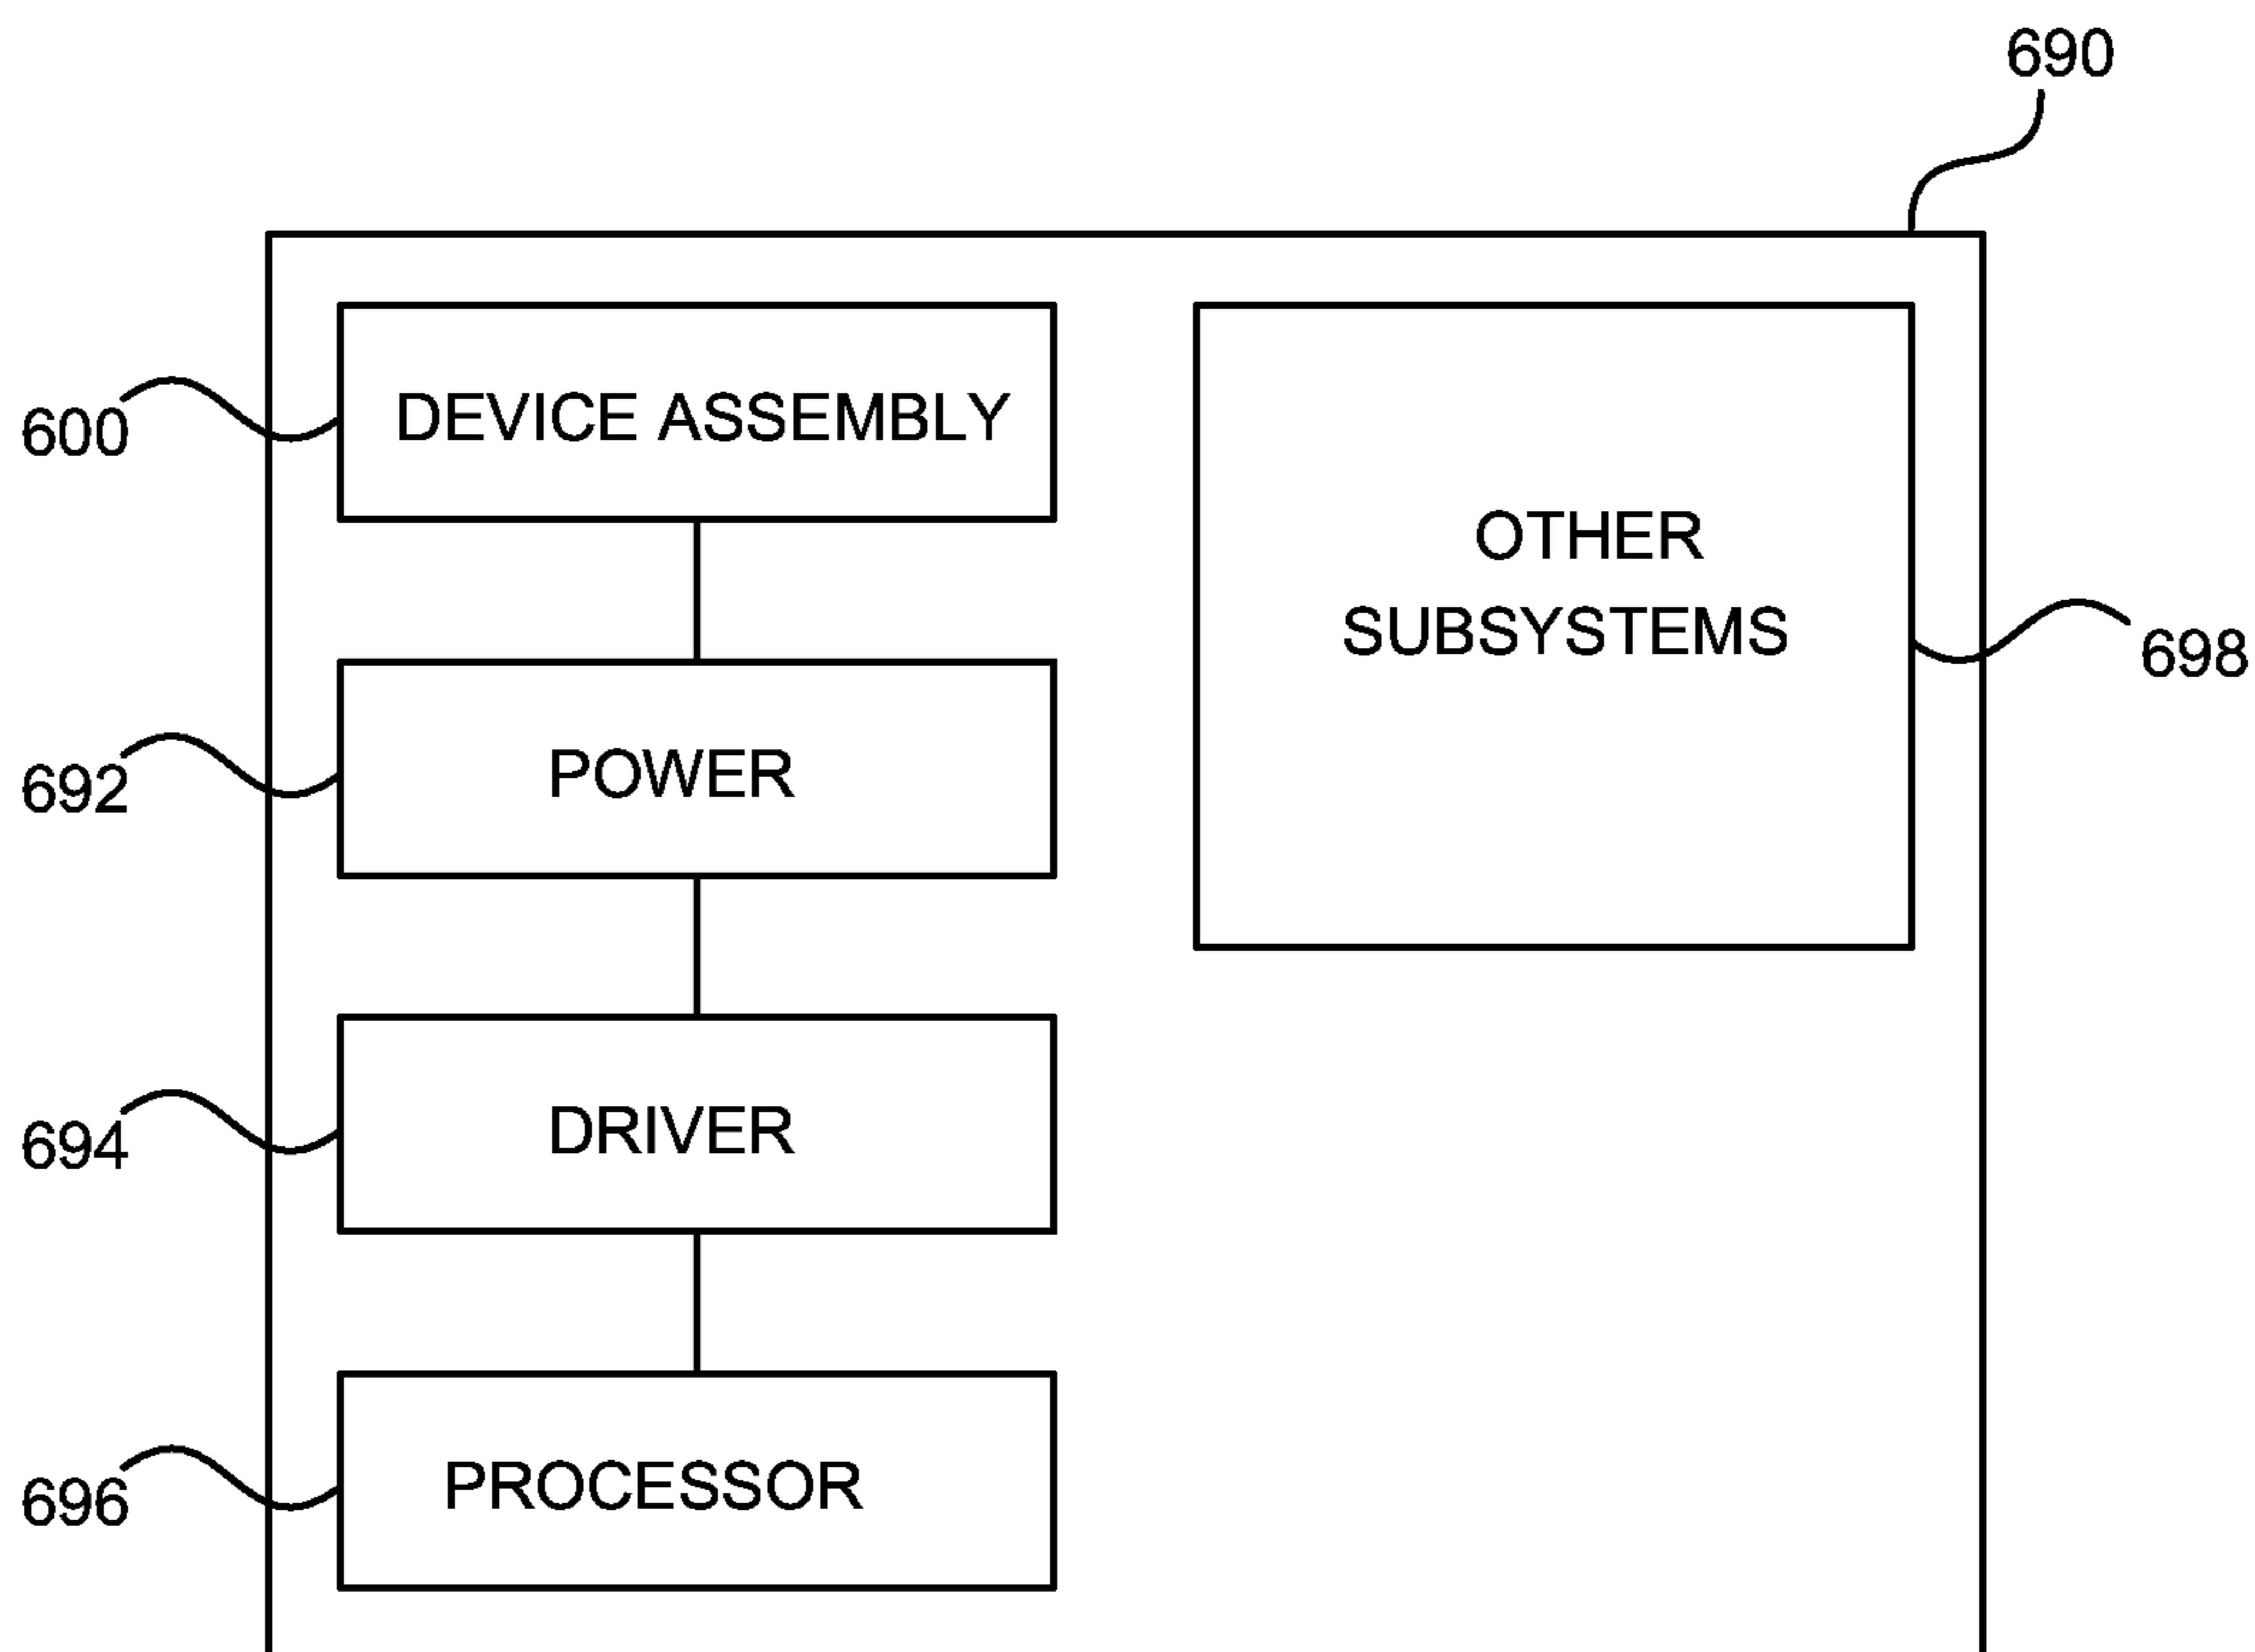 690
600
DEVICE ASSEMBLY
OTHER
SUBSYSTEMS
698
692
POWER
694
DRIVER
696
PROCESSOR